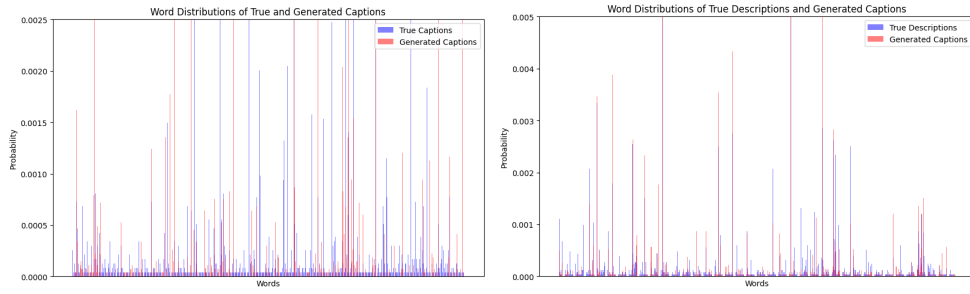 Word Distributions of True and Generated Captions
True Captions
Generated Captions
Probability
0.0025
0.0020
0.0015
0.0010
0.0005
0.0000
Words
Word Distributions of True Descriptions and Generated Captions
True Descriptions
Generated Captions
Probability
0.005
0.004
0.003
0.002
0.001
0.000
Words